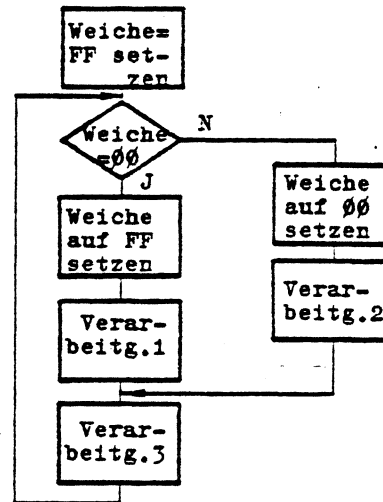 Weiche=
FF set-
zen
Weiche
=ØØ
N
J
Weiche
auf FF
setzen
Weiche
auf ØØ
setzen
Verar-
beitg.1
Verar-
beitg.2
Verar-
beitg.3